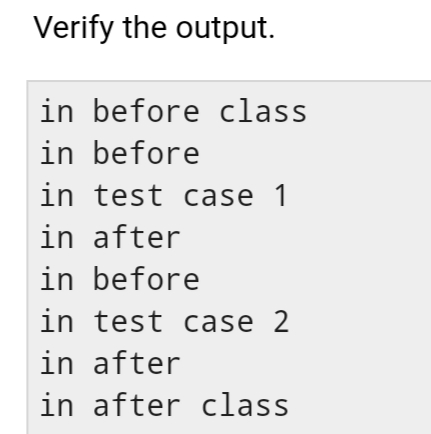 Verify the output.
in before class
in before
in test case 1
in after
in before
in test case 2
in after
in after class